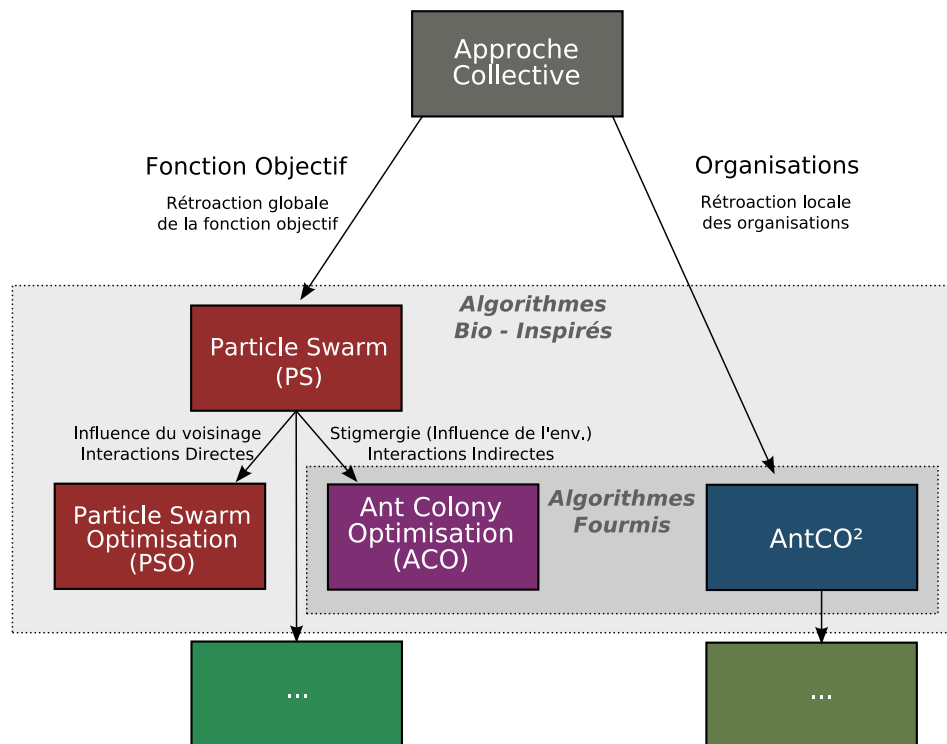 Approche
Collective
Fonction Objectif
Rétroaction globale
de la fonction objectif
Organisations
Rétroaction locale
des organisations
Algorithmes
Bio - Inspirés
Particle Swarm
(PS)
Influence du voisinage
Interactions Directes
Stigmergie (Influence de l'env.)
Interactions Indirectes
Particle Swarm
Optimisation
(PSO)
Ant Colony
Optimisation
(ACO)
Algorithmes
Fourmis
AntCO²
...
...